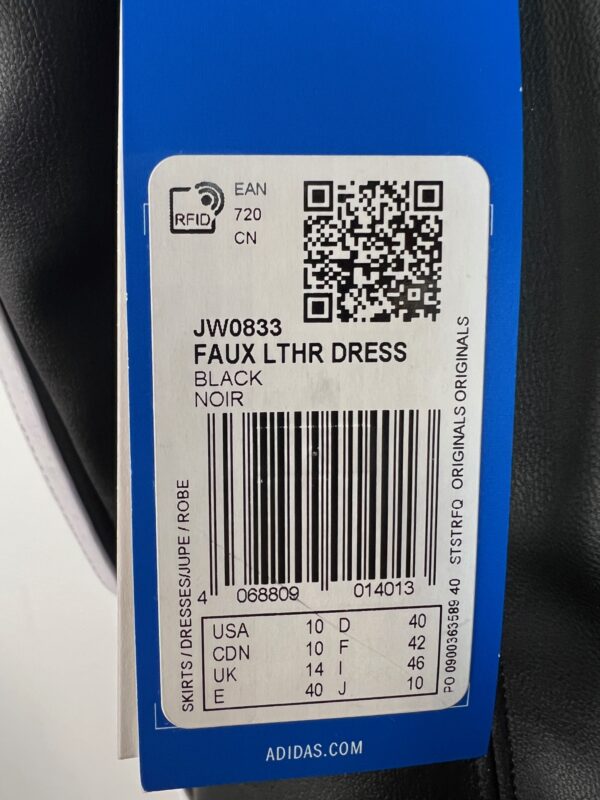 RFID
EAN
720
CN
JW0833
FAUX LTHR DRESS
BLACK
NOIR
4 068809 014013
USA 10 D 40
CDN 10 F 42
UK 14 I 46
E 40 J 10
SKIRTS / DRESSES/JUPE / ROBE
PO 0900363589 40 STSTRFQ ORIGINALS ORIGINALS
ADIDAS.COM